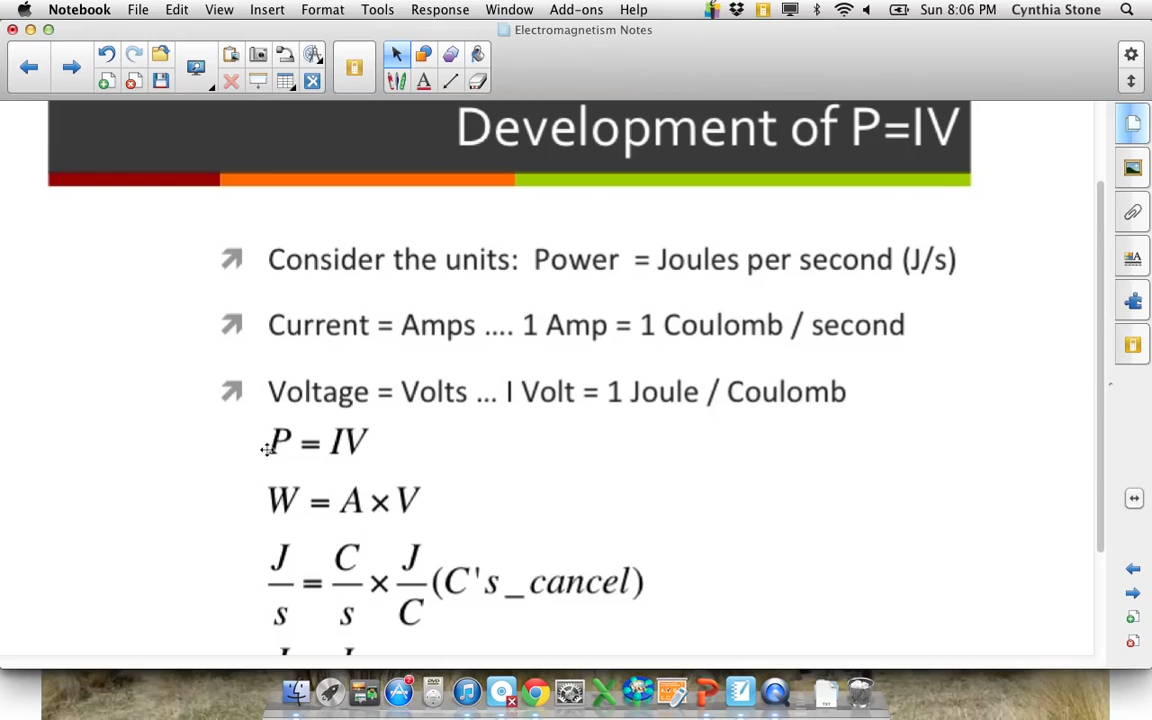 Notebook File Edit View Insert Format Tools Response Window Add-ons Help Sun 8:06 PM Cynthia Stone
Electromagnetism Notes
Development of P=IV
Consider the units: Power = Joules per second (J/s)
Current = Amps .... 1 Amp = 1 Coulomb / second
Voltage = Volts ... I Volt = 1 Joule / Coulomb
P = IV
W = A × V
J/s = C/s × J/C (C's_cancel)